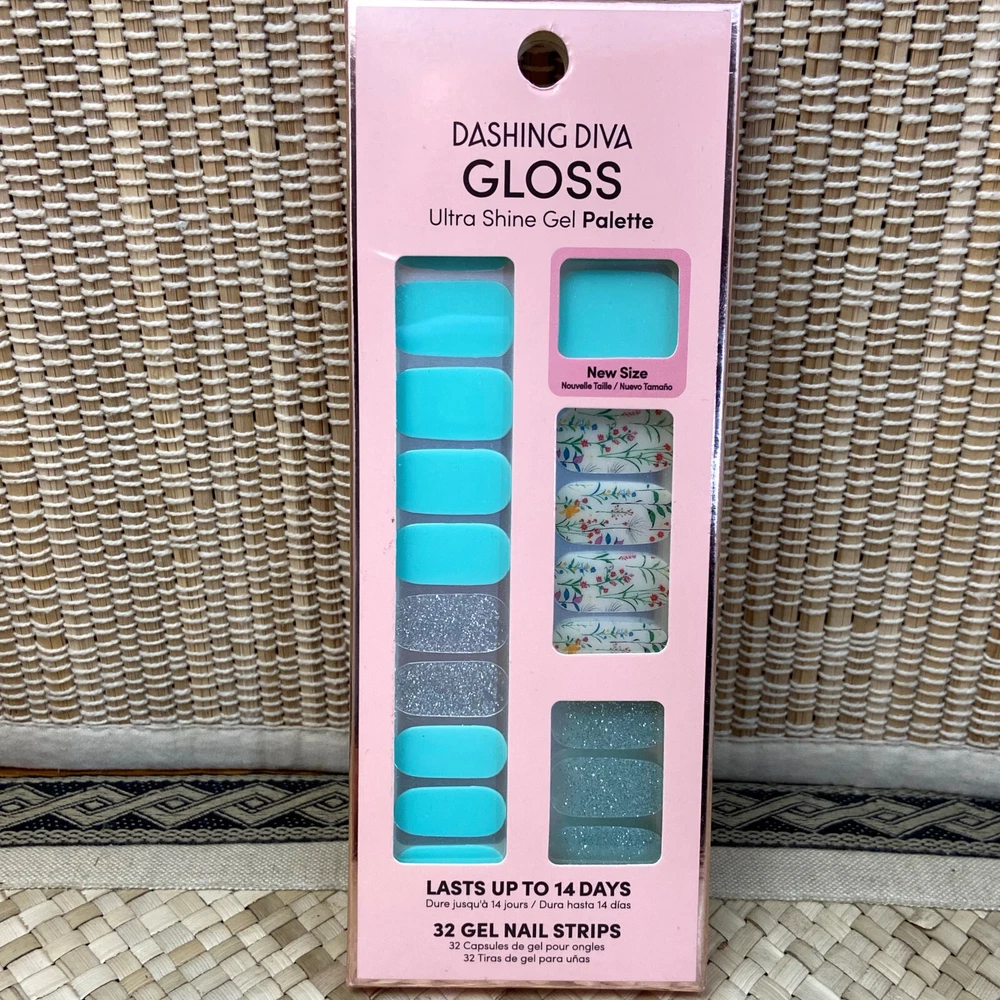 DASHING DIVA
GLOSS
Ultra Shine Gel Palette
New Size
Nouvelle Taille / Nuevo Tamaño
LASTS UP TO 14 DAYS
Dure jusqu'à 14 jours / Dura hasta 14 días
32 GEL NAIL STRIPS
32 Capsules de gel pour ongles
32 Tiras de gel para uñas